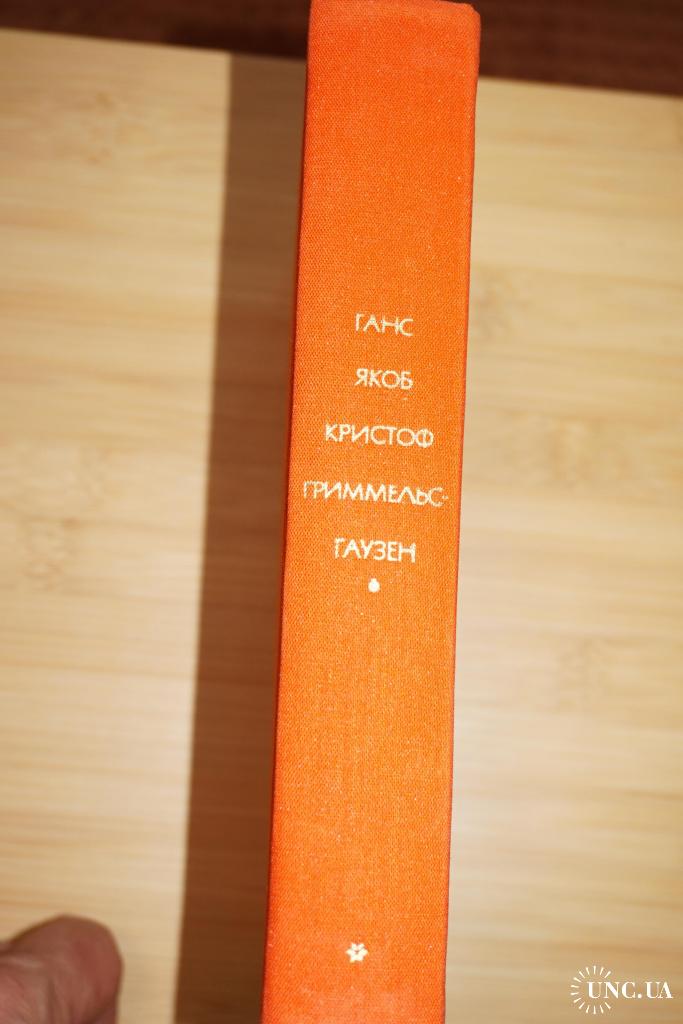 ГАНС
ЯКОБ
КРИСТОФ
ГРИММЕЛЬС-
ГАУЗЕН
UNC.UA